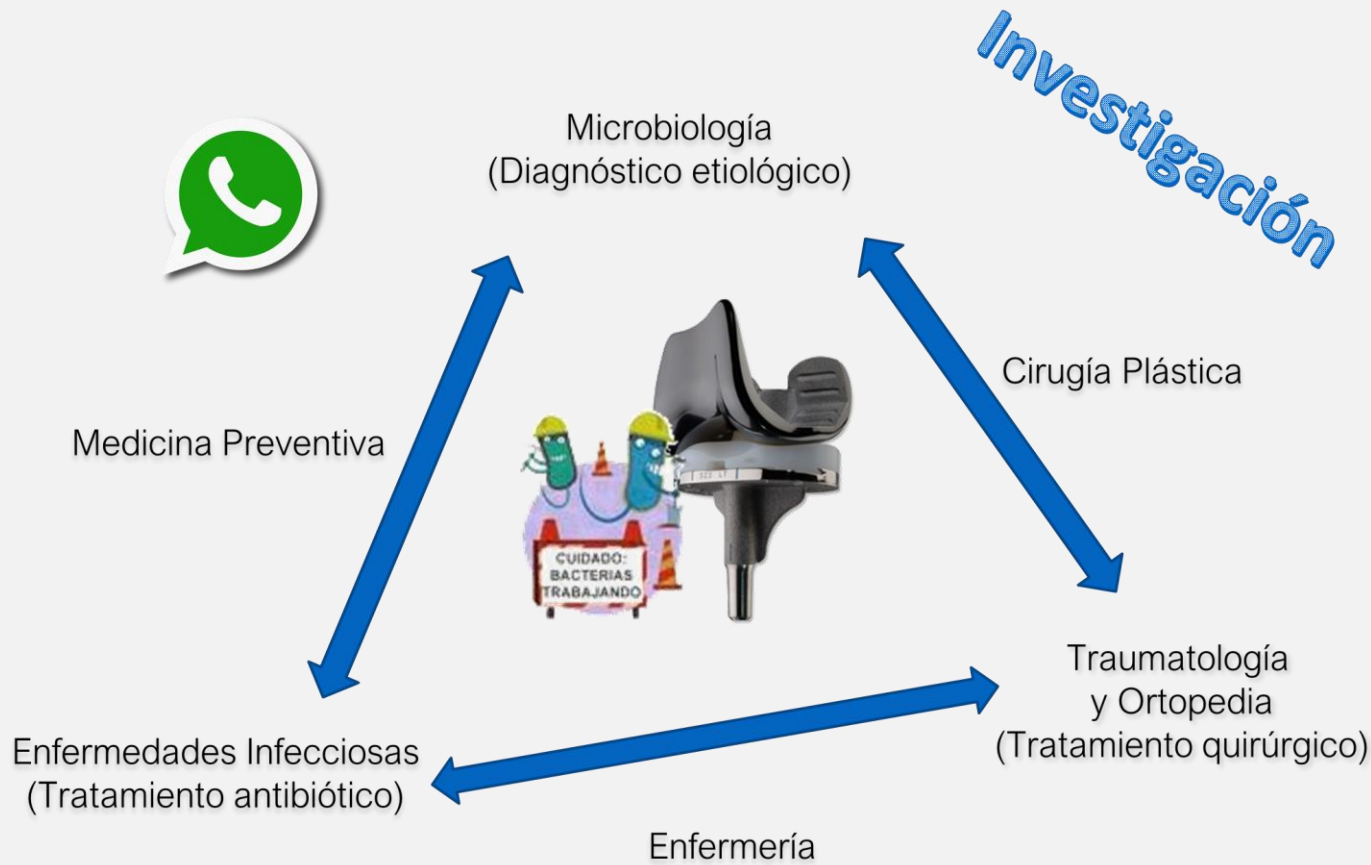 Investigación
Microbiología
(Diagnóstico etiológico)
Cirugía Plástica
Medicina Preventiva
CUIDADO:
BACTERIAS
TRABAJANDO
Traumatología
y Ortopedia
(Tratamiento quirúrgico)
Enfermedades Infecciosas
(Tratamiento antibiótico)
Enfermería